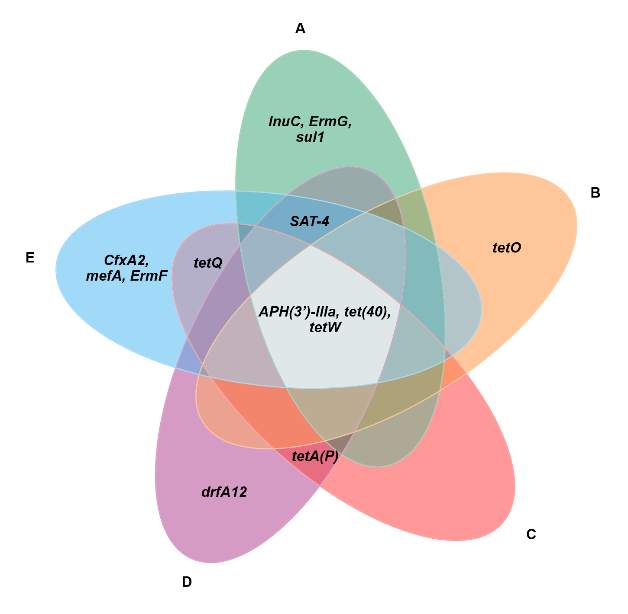 A
lnuC, ErmG,
sul1
B
SAT-4
tetO
E
CfxA2,
mefA, ErmF
tetQ
APH(3’)-IIIa, tet(40),
tetW
tetA(P)
drfA12
C
D